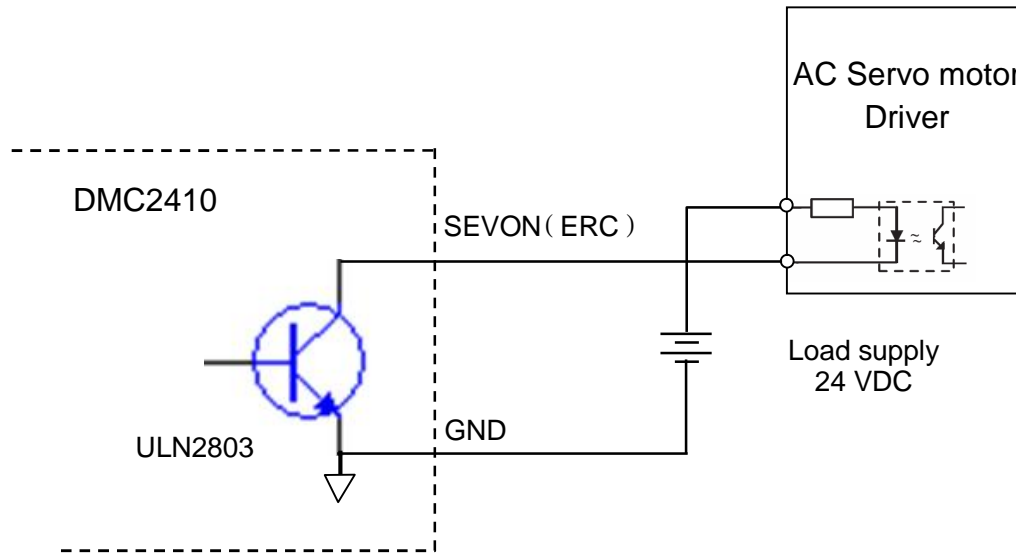 AC Servo motor
Driver
DMC2410
SEVON( ERC )
Load supply
24 VDC
GND
ULN2803